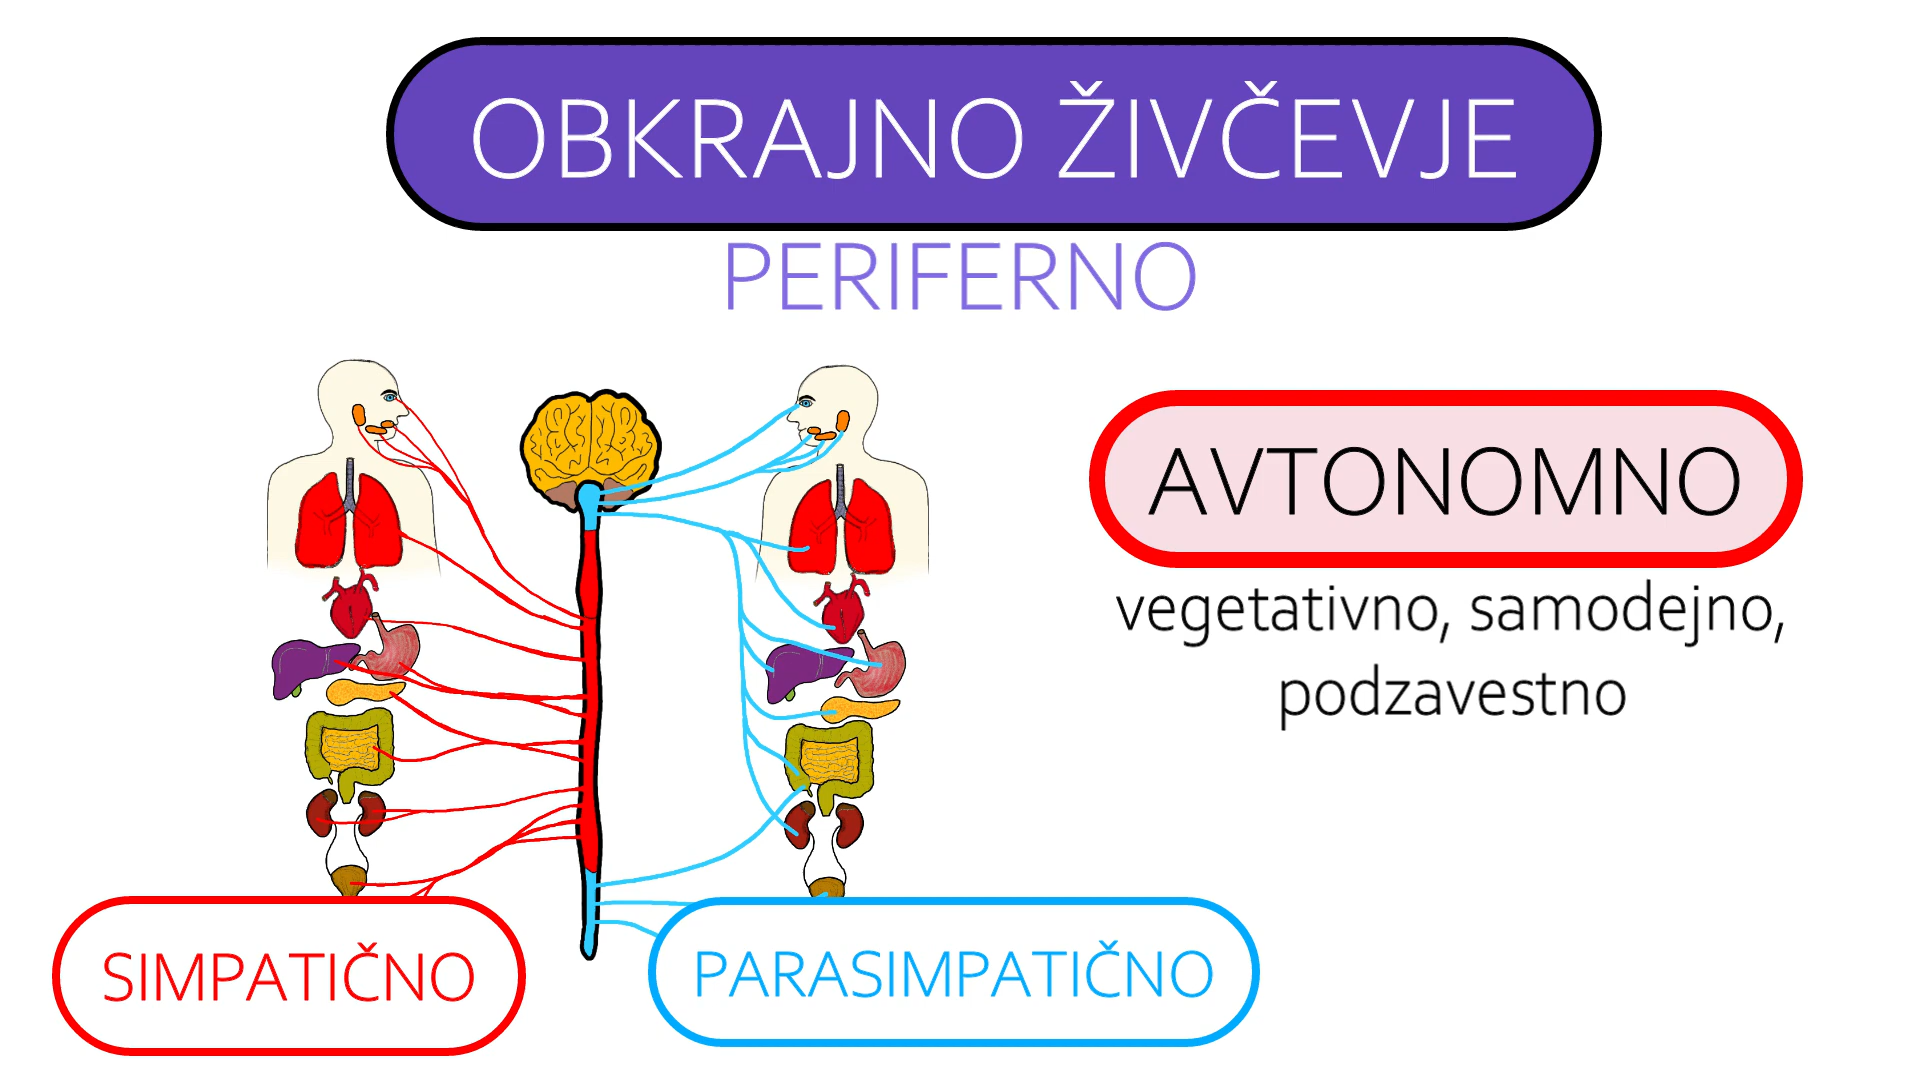 OBKRAJNO ŽIVČEVJE
PERIFERNO
AVTONOMNO
vegetativno, samodejno,
podzavestno
SIMPATIČNO
PARASIMPATIČNO